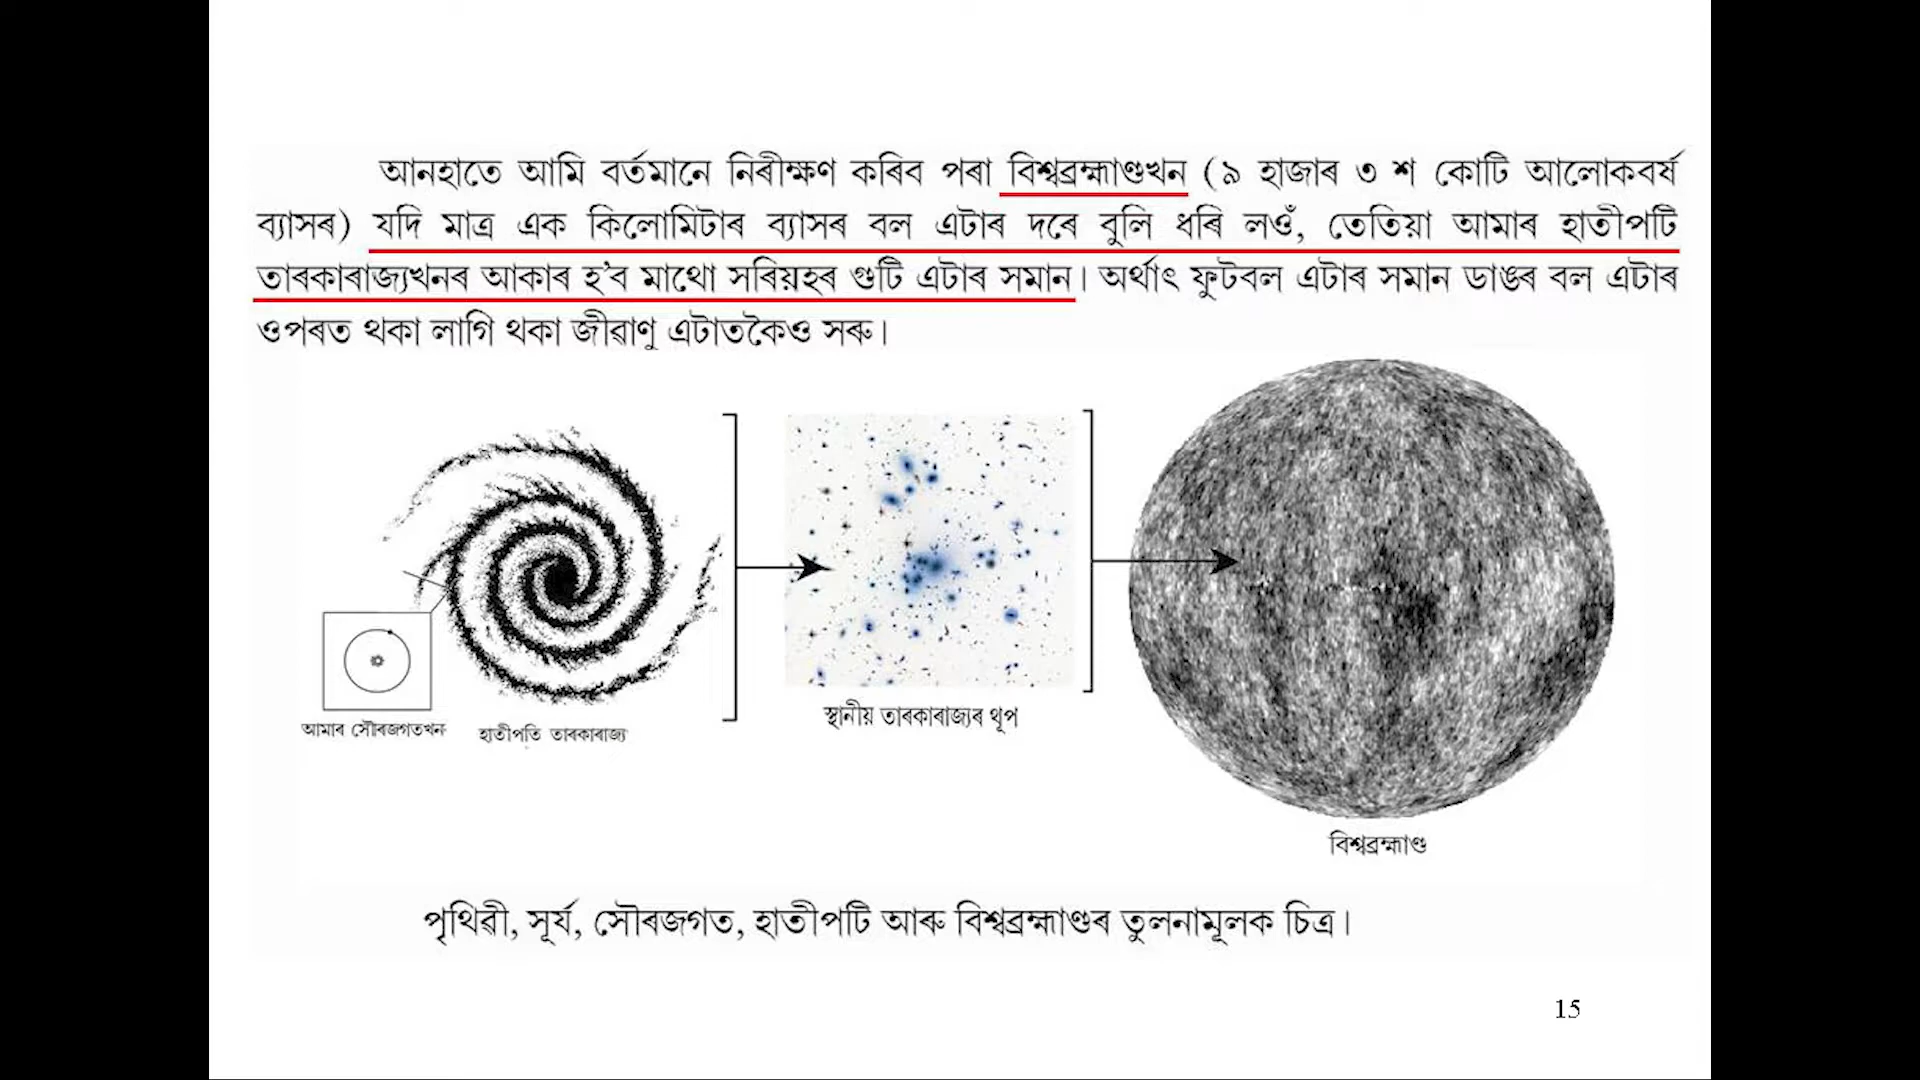 আনহাতে আমি বৰ্তমানে নিৰীক্ষণ কৰিব পৰা বিশ্বব্ৰহ্মাণ্ডখন (৯ হাজাৰ ৩ শ কোটি আলোকবৰ্ষ
ব্যাসৰ) যদি মাত্ৰ এক কিলোমিটাৰ ব্যাসৰ বল এটাৰ দৰে বুলি ধৰি লওঁ, তেতিয়া আমাৰ হাতীপটি
তাৰকাৰাজ্যখনৰ আকাৰ হ'ব মাথো সৰিয়হৰ গুটি এটাৰ সমান। অৰ্থাৎ ফুটবল এটাৰ সমান ডাঙৰ বল এটাৰ
ওপৰত থকা লাগি থকা জীৱাণু এটাতকৈও সৰু।
আমাৰ সৌৰজগতখন
হাতীপতি তাৰকাৰাজ্য
স্থানীয় তাৰকাৰাজ্যৰ থূপ
বিশ্বব্ৰহ্মাণ্ড
পৃথিৱী, সূৰ্য, সৌৰজগত, হাতীপটি আৰু বিশ্বব্ৰহ্মাণ্ডৰ তুলনামূলক চিত্ৰ।
15